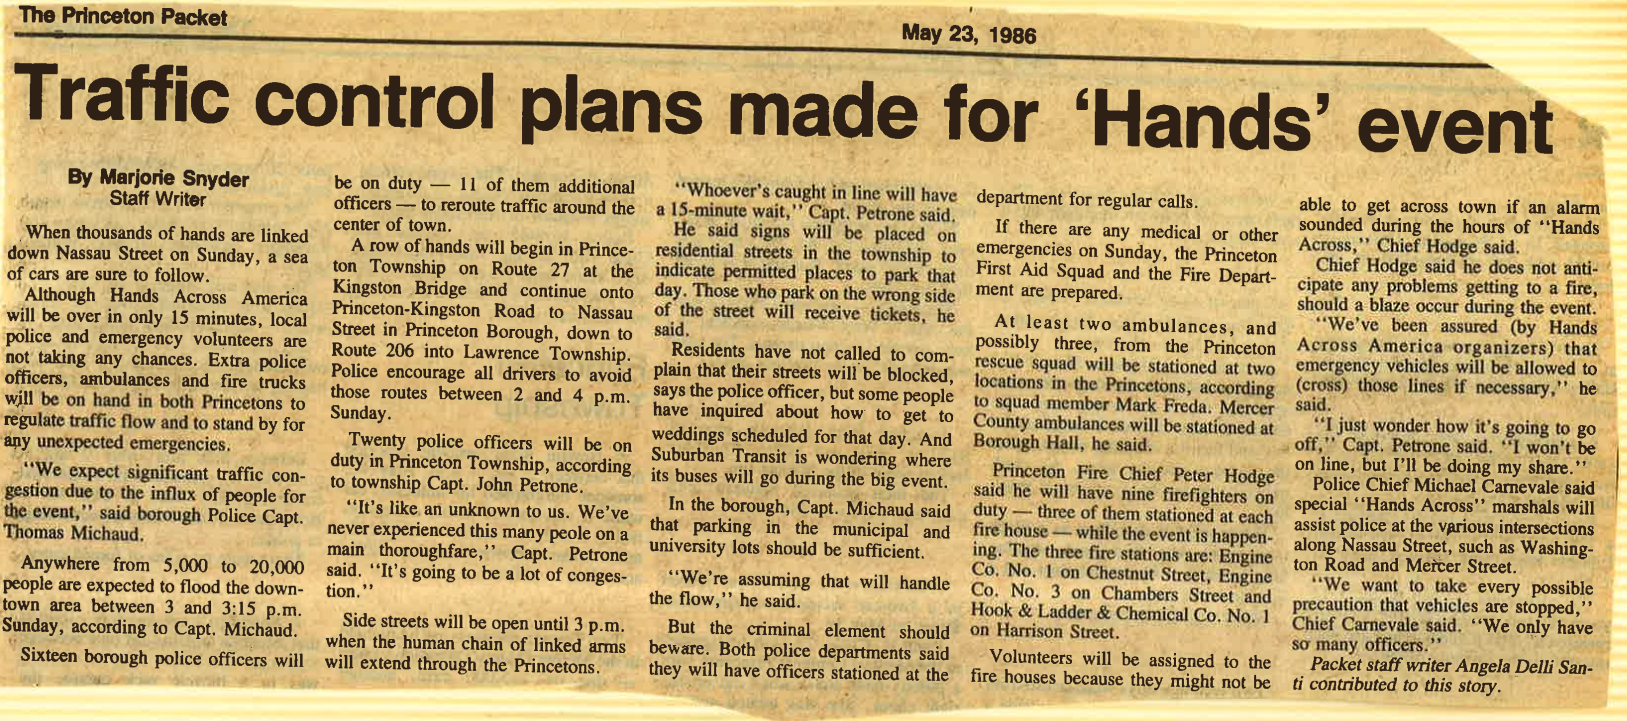 The Princeton Packet
May 23, 1986
Traffic control plans made for ‘Hands’ event
By Marjorie Snyder
Staff Writer
When thousands of hands are linked
down Nassau Street on Sunday, a sea
of cars are sure to follow.
Although Hands Across America
will be over in only 15 minutes, local
police and emergency volunteers are
not taking any chances. Extra police
officers, ambulances and fire trucks
will be on hand in both Princetons to
regulate traffic flow and to stand by for
any unexpected emergencies.
“We expect significant traffic con-
gestion due to the influx of people for
the event,” said borough Police Capt.
Thomas Michaud.
Anywhere from 5,000 to 20,000
people are expected to flood the down-
town area between 3 and 3:15 p.m.
Sunday, according to Capt. Michaud.
Sixteen borough police officers will
be on duty — 11 of them additional
officers — to reroute traffic around the
center of town.
A row of hands will begin in Prince-
ton Township on Route 27 at the
Kingston Bridge and continue onto
Princeton-Kingston Road to Nassau
Street in Princeton Borough, down to
Route 206 into Lawrence Township.
Police encourage all drivers to avoid
those routes between 2 and 4 p.m.
Sunday.
Twenty police officers will be on
duty in Princeton Township, according
to township Capt. John Petrone.
“It’s like an unknown to us. We’ve
never experienced this many peole on a
main thoroughfare,” Capt. Petrone
said. “It’s going to be a lot of conges-
tion.”
Side streets will be open until 3 p.m.
when the human chain of linked arms
will extend through the Princetons.
“Whoever’s caught in line will have
a 15-minute wait,” Capt. Petrone said.
He said signs will be placed on
residential streets in the township to
indicate permitted places to park that
day. Those who park on the wrong side
of the street will receive tickets, he
said.
Residents have not called to com-
plain that their streets will be blocked,
says the police officer, but some people
have inquired about how to get to
weddings scheduled for that day. And
Suburban Transit is wondering where
its buses will go during the big event.
In the borough, Capt. Michaud said
that parking in the municipal and
university lots should be sufficient.
“We’re assuming that will handle
the flow,” he said.
But the criminal element should
beware. Both police departments said
they will have officers stationed at the
department for regular calls.
If there are any medical or other
emergencies on Sunday, the Princeton
First Aid Squad and the Fire Depart-
ment are prepared.
At least two ambulances, and
possibly three, from the Princeton
rescue squad will be stationed at two
locations in the Princetons, according
to squad member Mark Freda. Mercer
County ambulances will be stationed at
Borough Hall, he said.
Princeton Fire Chief Peter Hodge
said he will have nine firefighters on
duty — three of them stationed at each
fire house — while the event is happen-
ing. The three fire stations are: Engine
Co. No. 1 on Chestnut Street, Engine
Co. No. 3 on Chambers Street and
Hook & Ladder & Chemical Co. No. 1
on Harrison Street.
Volunteers will be assigned to the
fire houses because they might not be
able to get across town if an alarm
sounded during the hours of “Hands
Across,” Chief Hodge said.
Chief Hodge said he does not anti-
cipate any problems getting to a fire,
should a blaze occur during the event.
“We’ve been assured (by Hands
Across America organizers) that
emergency vehicles will be allowed to
(cross) those lines if necessary,” he
said.
“I just wonder how it’s going to go
off,” Capt. Petrone said. “I won’t be
on line, but I’ll be doing my share.”
Police Chief Michael Carnevale said
special “Hands Across” marshals will
assist police at the various intersections
along Nassau Street, such as Washing-
ton Road and Mercer Street.
“We want to take every possible
precaution that vehicles are stopped,”
Chief Carnevale said. “We only have
so many officers.”
Packet staff writer Angela Delli San-
ti contributed to this story.